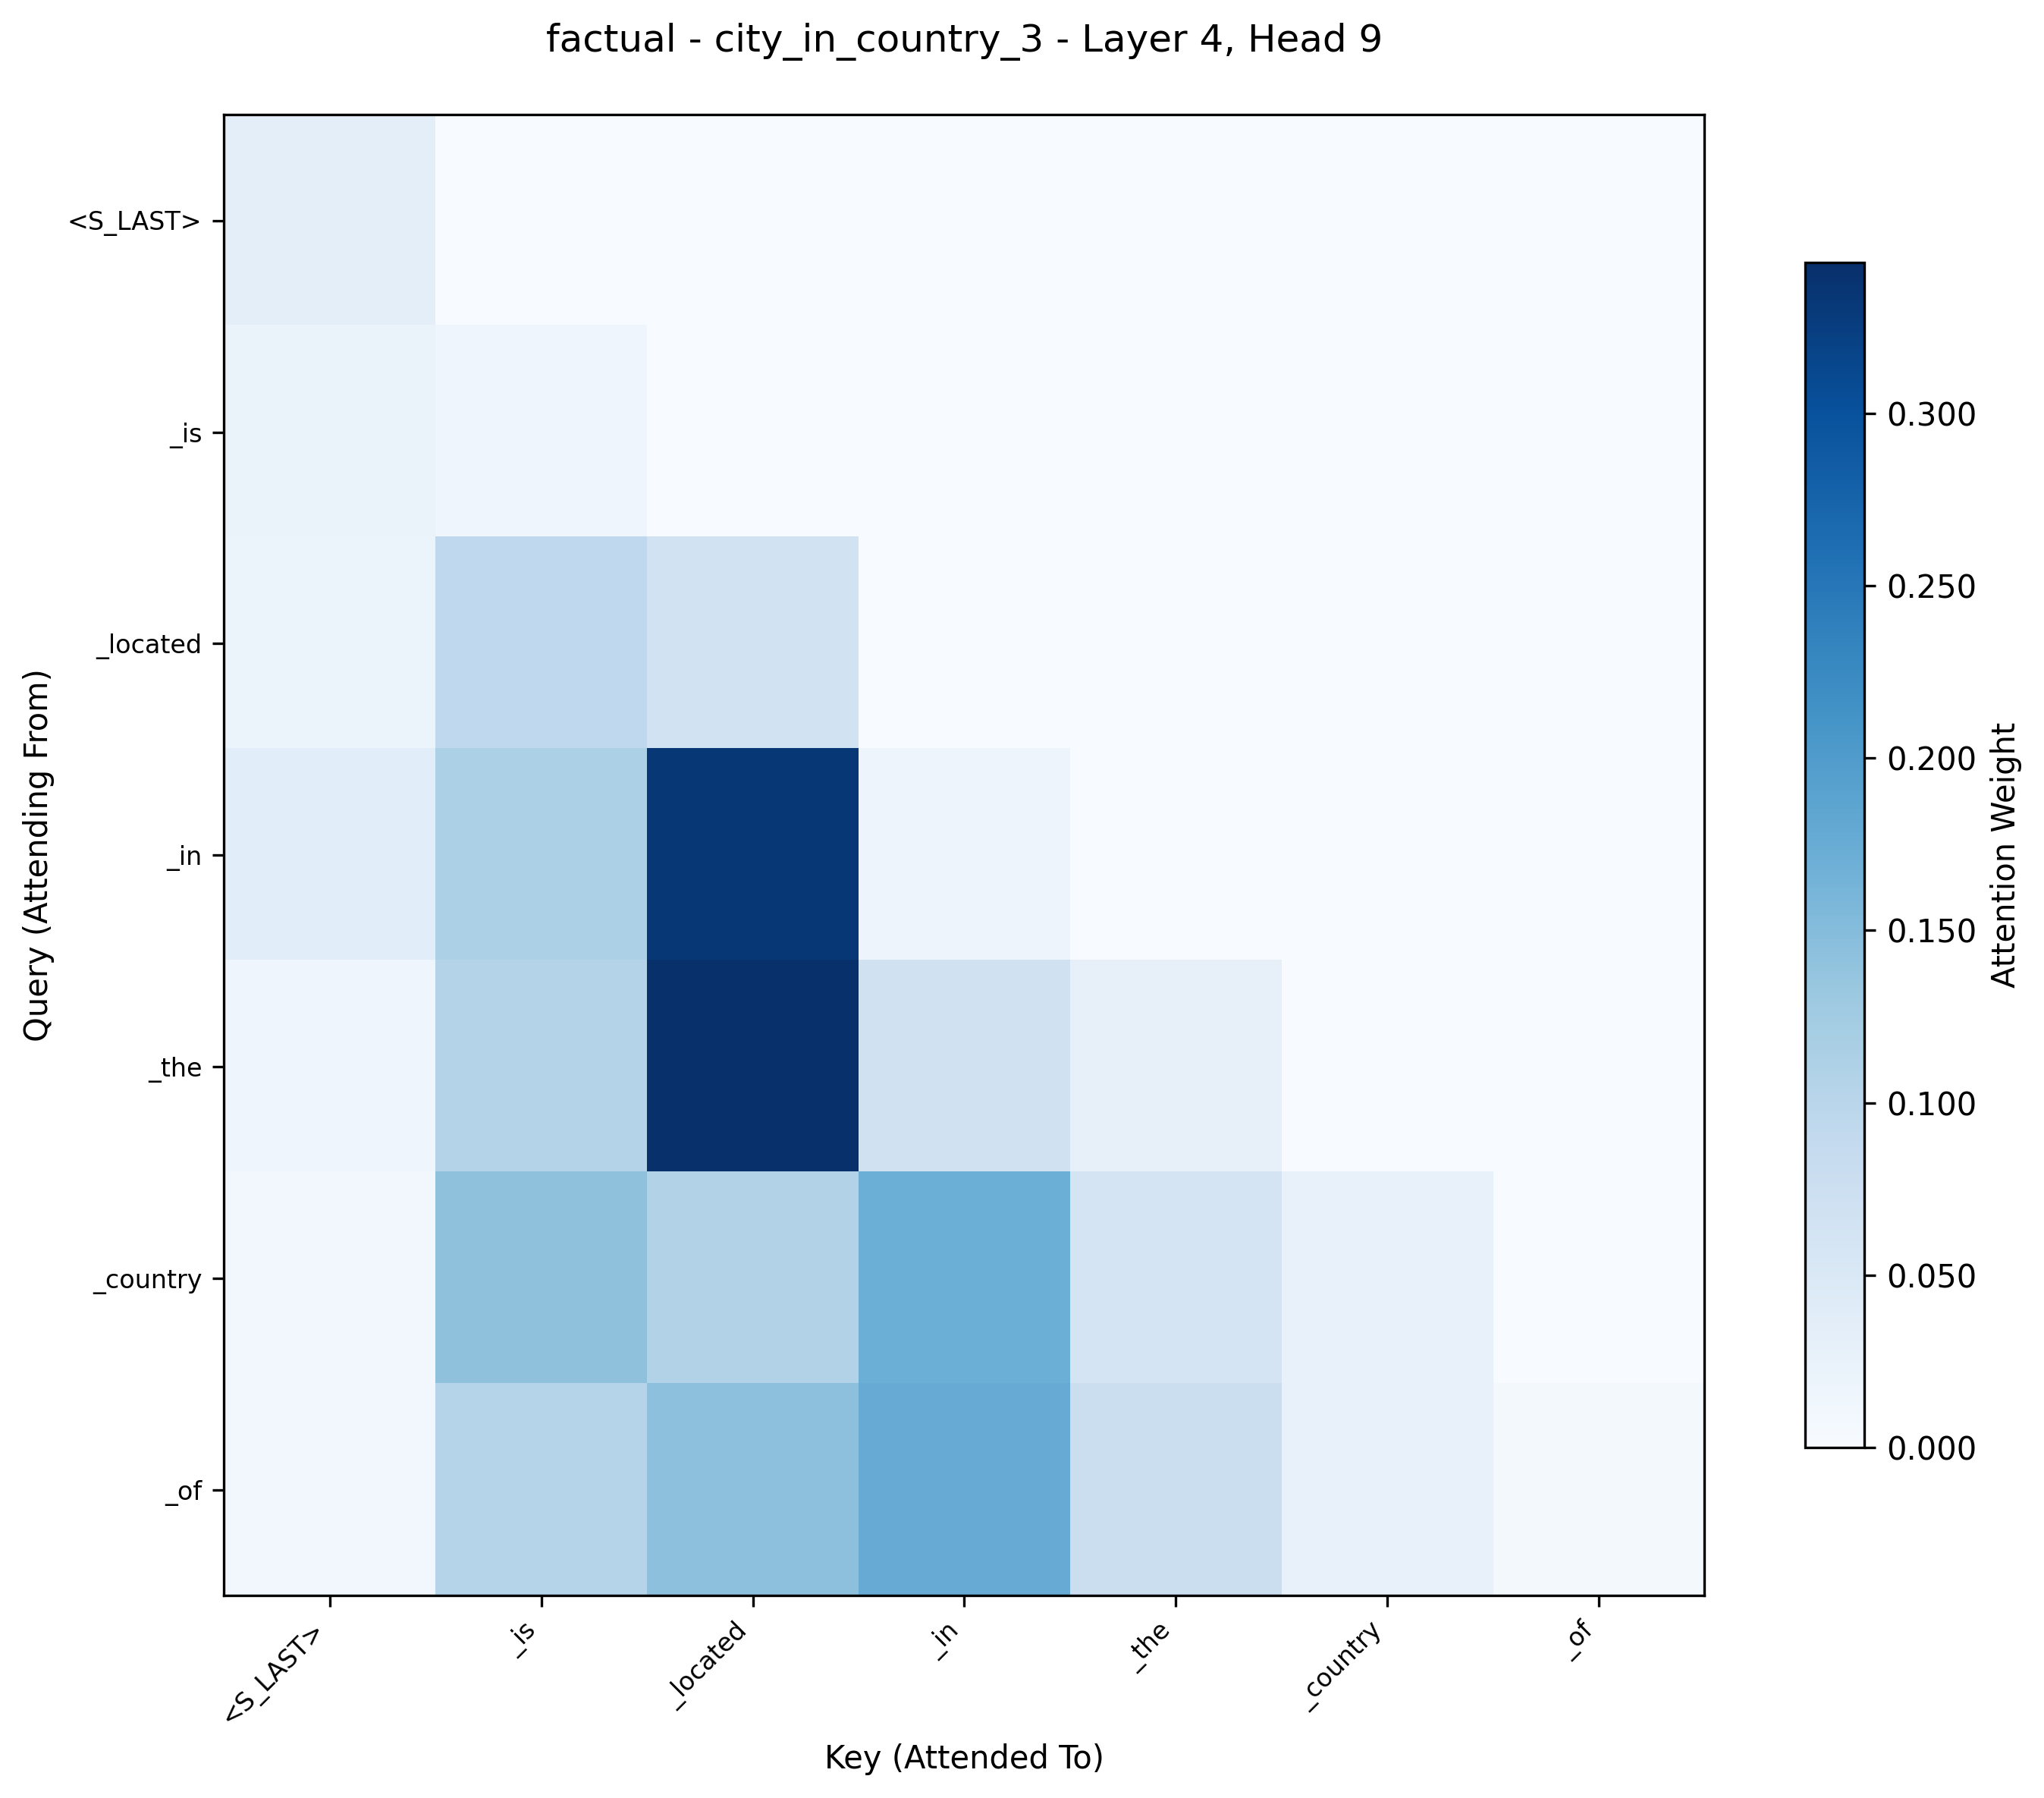 factual - city_in_country_3 - Layer 4, Head 9
Query (Attending From)
<S_LAST>
_is
_located
_in
_the
_country
_of
<S_LAST>
_is
_located
_in
_the
_country
_of
Key (Attended To)
0.300
0.250
0.200
0.150
0.100
0.050
0.000
Attention Weight